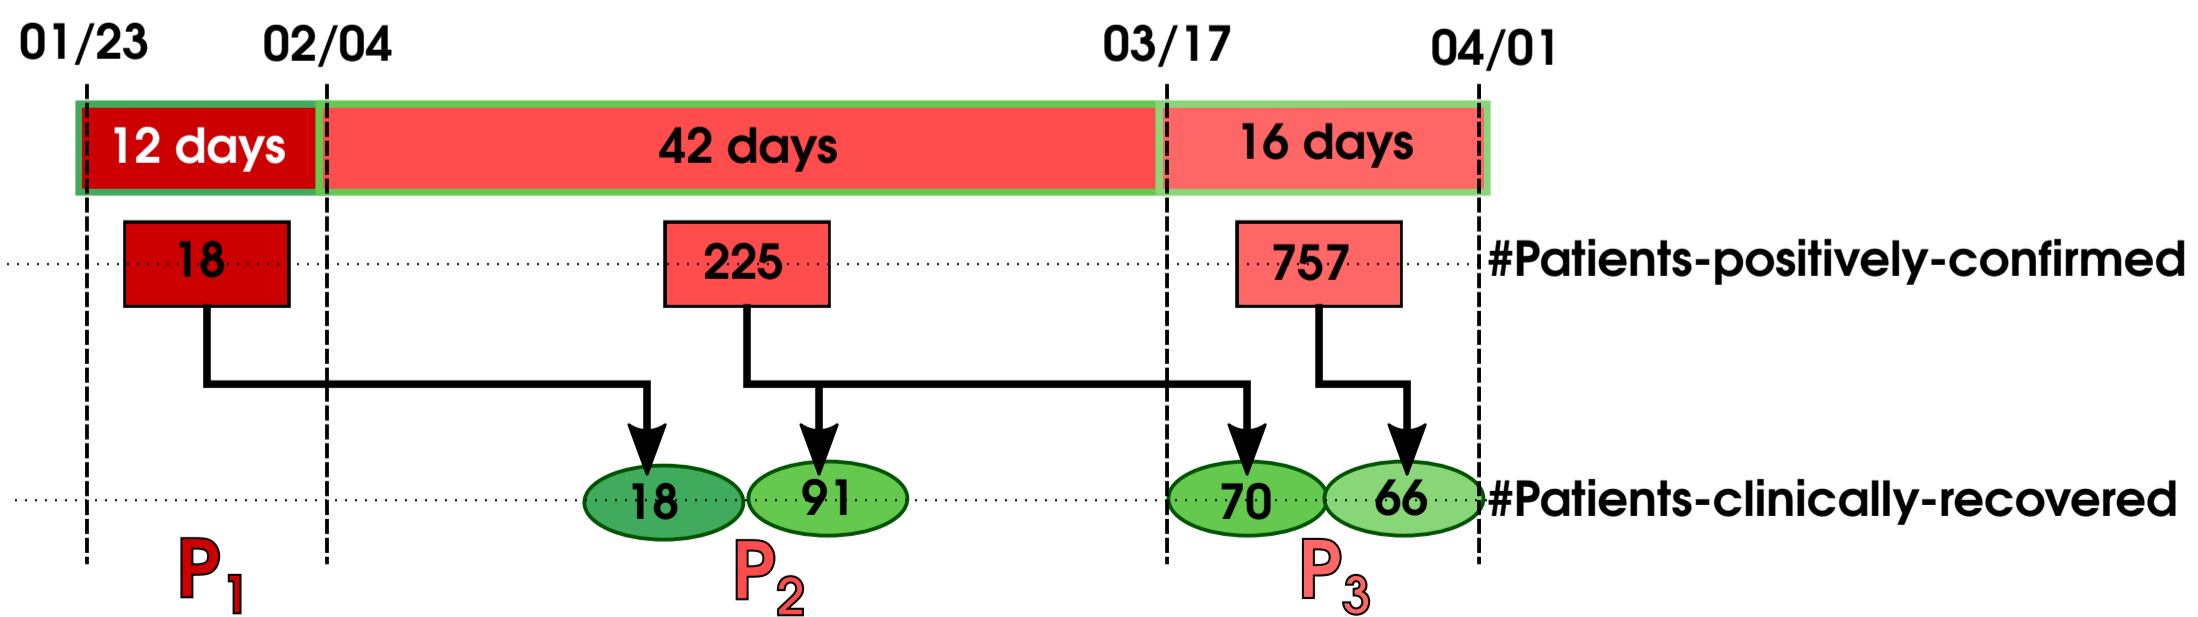 01/23 02/04 03/17 04/01
12 days 42 days 16 days
18 225 757 #Patients-positively-confirmed
18 91 70 66 #Patients-clinically-recovered
P1 P2 P3